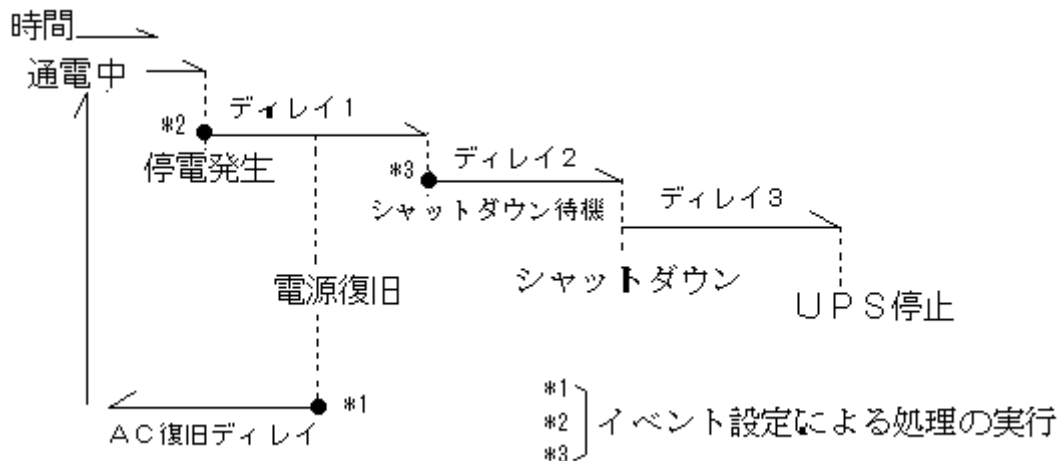 時間
通電中
ディレイ1
*2
停電発生
ディレイ2
*3
シャットダウン待機
ディレイ3
シャットダウン
電源復旧
UPS停止
*1
AC復旧ディレイ
*1
*2 イベント設定による処理の実行
*3